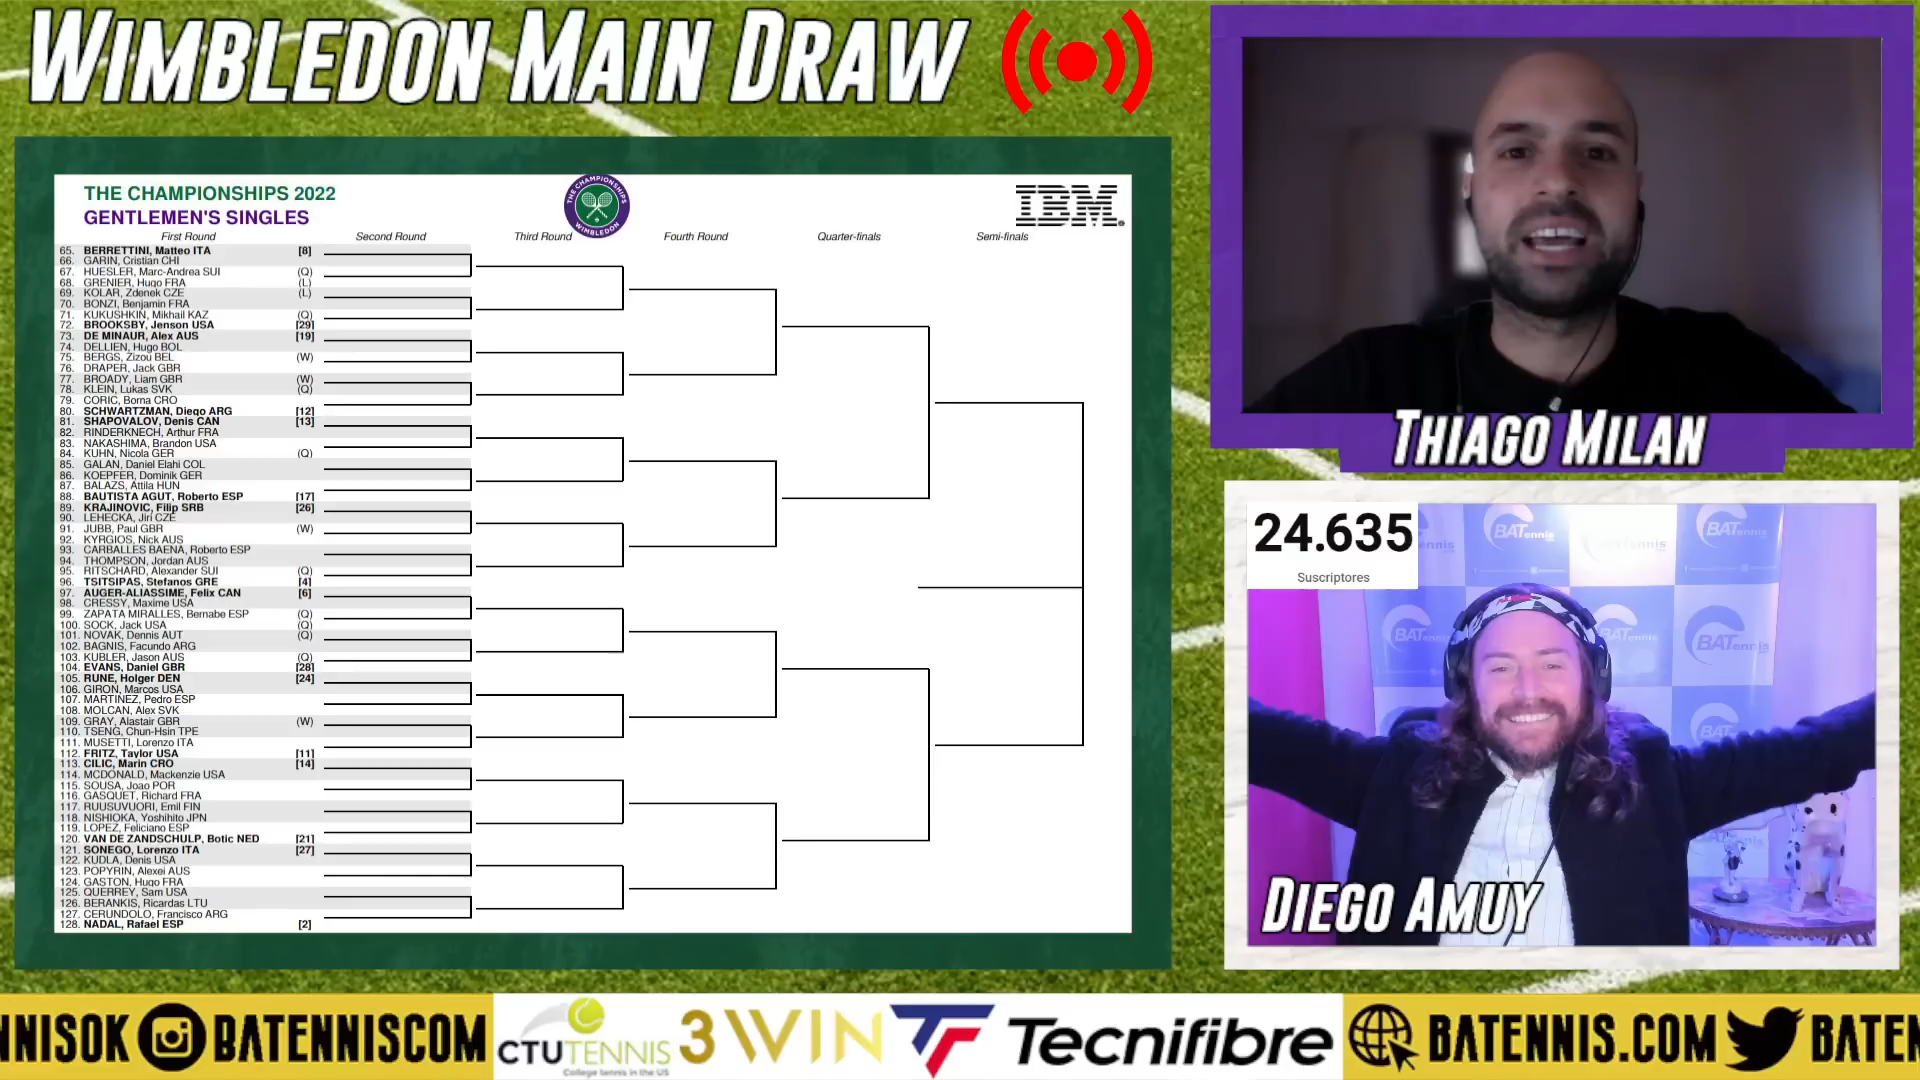 WIMBLEDON MAIN DRAW
THE CHAMPIONSHIPS 2022
GENTLEMEN'S SINGLES
THE CHAMPIONSHIPS
WIMBLEDON
IBM
First Round Second Round Third Round Fourth Round Quarter-finals Semi-finals
65. BERRETTINI, Matteo ITA [8]
66. GARIN, Cristian CHI
67. HUESLER, Marc-Andrea SUI (Q)
68. GRENIER, Hugo FRA (L)
69. KOLAR, Zdenek CZE (L)
70. BONZI, Benjamin FRA
71. KUKUSHKIN, Mikhail KAZ (Q)
72. BROOKSBY, Jenson USA [29]
73. DE MINAUR, Alex AUS [19]
74. DELLIEN, Hugo BOL
75. BERGS, Zizou BEL (W)
76. DRAPER, Jack GBR
77. BROADY, Liam GBR (W)
78. KLEIN, Lukas SVK (Q)
79. CORIC, Borna CRO
80. SCHWARTZMAN, Diego ARG [12]
81. SHAPOVALOV, Denis CAN [13]
82. RINDERKNECH, Arthur FRA
83. NAKASHIMA, Brandon USA
84. KUHN, Nicola GER (Q)
85. GALAN, Daniel Elahi COL
86. KOEPFER, Dominik GER
87. BALAZS, Attila HUN
88. BAUTISTA AGUT, Roberto ESP [17]
89. KRAJINOVIC, Filip SRB [26]
90. LEHECKA, Jiri CZE
91. JUBB, Paul GBR (W)
92. KYRGIOS, Nick AUS
93. CARBALLES BAENA, Roberto ESP
94. THOMPSON, Jordan AUS
95. RITSCHARD, Alexander SUI (Q)
96. TSITSIPAS, Stefanos GRE [4]
97. AUGER-ALIASSIME, Felix CAN [6]
98. CRESSY, Maxime USA
99. ZAPATA MIRALLES, Bernabe ESP (Q)
100. SOCK, Jack USA (Q)
101. NOVAK, Dennis AUT (Q)
102. BAGNIS, Facundo ARG
103. KUBLER, Jason AUS (Q)
104. EVANS, Daniel GBR [28]
105. RUNE, Holger DEN [24]
106. GIRON, Marcos USA
107. MARTINEZ, Pedro ESP
108. MOLCAN, Alex SVK
109. GRAY, Alastair GBR (W)
110. TSENG, Chun-Hsin TPE
111. MUSETTI, Lorenzo ITA
112. FRITZ, Taylor USA [11]
113. CILIC, Marin CRO [14]
114. MCDONALD, Mackenzie USA
115. SOUSA, Joao POR
116. GASQUET, Richard FRA
117. RUUSUVUORI, Emil FIN
118. NISHIOKA, Yoshihito JPN
119. LOPEZ, Feliciano ESP
120. VAN DE ZANDSCHULP, Botic NED [21]
121. SONEGO, Lorenzo ITA [27]
122. KUDLA, Denis USA
123. POPYRIN, Alexei AUS
124. GASTON, Hugo FRA
125. QUERREY, Sam USA
126. BERANKIS, Ricardas LTU
127. CERUNDOLO, Francisco ARG
128. NADAL, Rafael ESP [2]
THIAGO MILAN
24.635
Suscriptores
BATennis
BATennis
BATennis
BATennis
DIEGO AMUY
NNISOK BATENNISCOM
CTUTENNIS
College tennis in the US
3WIN
Tecnifibre
BATENNIS.COM
BATEN